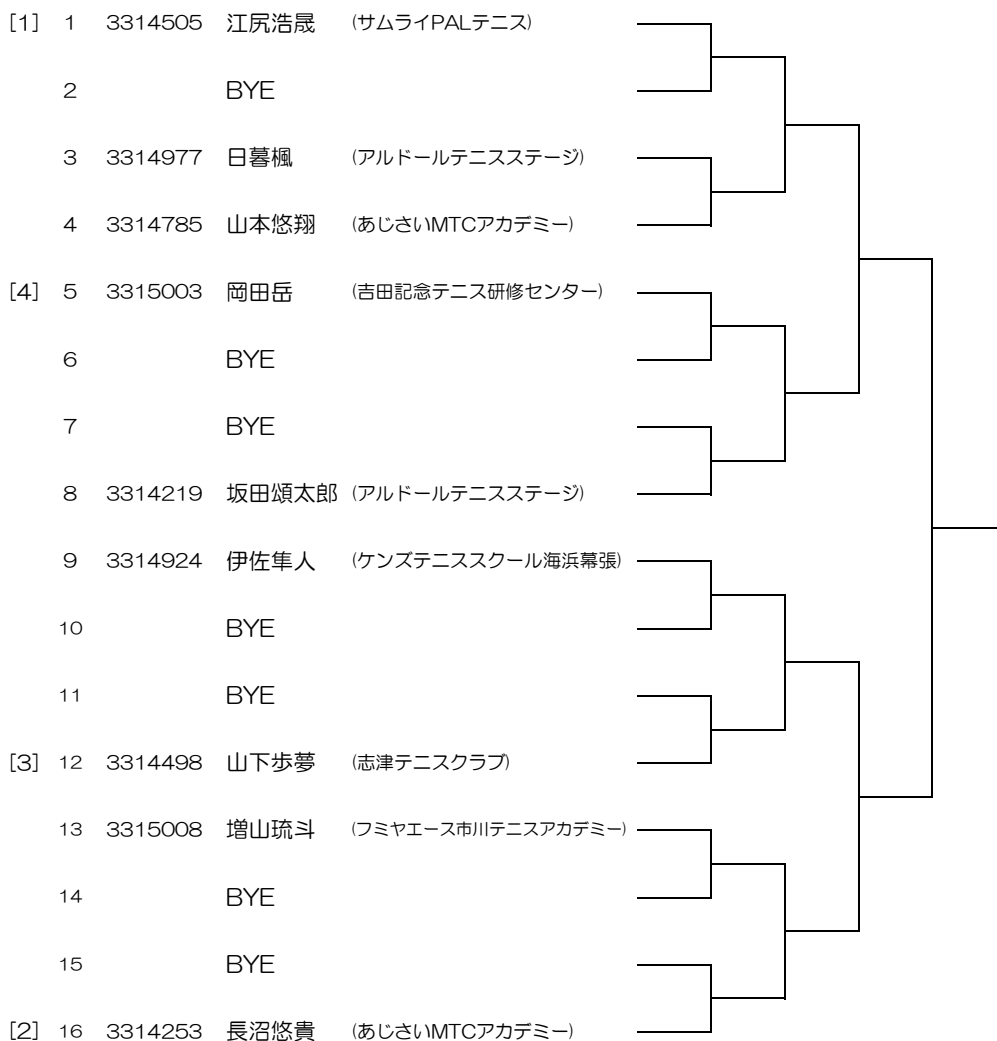 [1] 1 3314505 江尻浩晟 (サムライPALテニス)
2 BYE
3 3314977 日暮楓 (アルドールテニスステージ)
4 3314785 山本悠翔 (あじさいMTCアカデミー)
[4] 5 3315003 岡田岳 (吉田記念テニス研修センター)
6 BYE
7 BYE
8 3314219 坂田頌太郎 (アルドールテニスステージ)
9 3314924 伊佐隼人 (ケンズテニススクール海浜幕張)
10 BYE
11 BYE
[3] 12 3314498 山下歩夢 (志津テニスクラブ)
13 3315008 増山琉斗 (フミヤエース市川テニスアカデミー)
14 BYE
15 BYE
[2] 16 3314253 長沼悠貴 (あじさいMTCアカデミー)